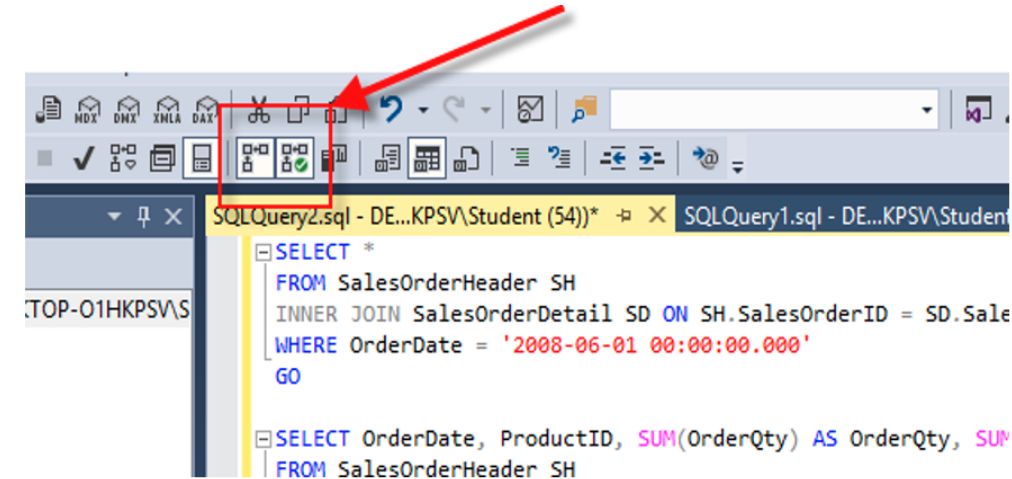 MDX DMX XMLA DAX
SQLQuery2.sql - DE...KPSV\Student (54))* SQLQuery1.sql - DE...KPSV\Student
SELECT *
FROM SalesOrderHeader SH
KTOP-O1HKPSV\S
INNER JOIN SalesOrderDetail SD ON SH.SalesOrderID = SD.Sale
WHERE OrderDate = '2008-06-01 00:00:00.000'
GO
SELECT OrderDate, ProductID, SUM(OrderQty) AS OrderQty, SUM
FROM SalesOrderHeader SH